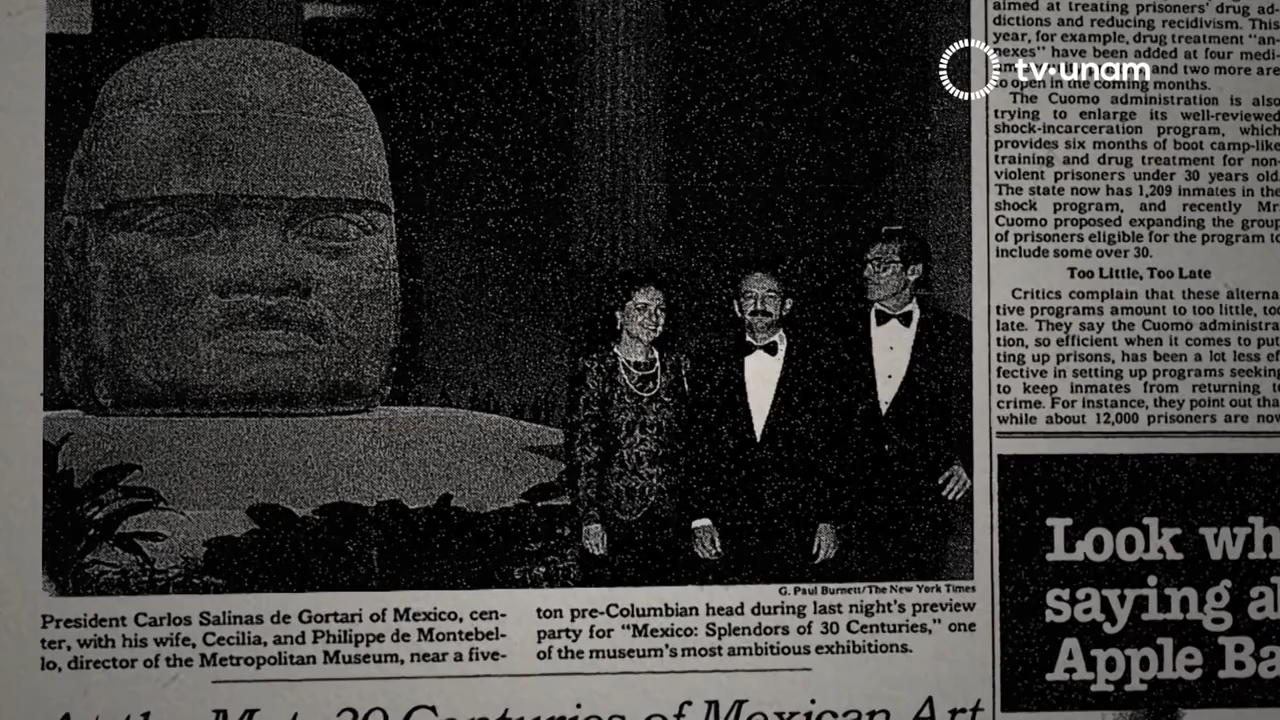 tv·unam
G. Paul Burnett/The New York Times
President Carlos Salinas de Gortari of Mexico, cen-
ter, with his wife, Cecilia, and Philippe de Montebel-
lo, director of the Metropolitan Museum, near a five-
ton pre-Columbian head during last night's preview
party for "Mexico: Splendors of 30 Centuries," one
of the museum's most ambitious exhibitions.
30 Centuries of Mexican Art
aimed at treating prisoners' drug ad-
dictions and reducing recidivism. This
year, for example, drug treatment "an-
nexes" have been added at four medi-
and two more are
to open in the coming months.
The Cuomo administration is also
trying to enlarge its well-reviewed
shock-incarceration program, which
provides six months of boot camp-like
training and drug treatment for non-
violent prisoners under 30 years old.
The state now has 1,209 inmates in the
shock program, and recently Mr.
Cuomo proposed expanding the group
of prisoners eligible for the program to
include some over 30.
Too Little, Too Late
Critics complain that these alterna-
tive programs amount to too little, too
late. They say the Cuomo administra-
tion, so efficient when it comes to put-
ting up prisons, has been a lot less ef-
fective in setting up programs seeking
to keep inmates from returning
crime. For instance, they point out tha
while about 12,000 prisoners are now
Look wh
saying al
Apple Ba